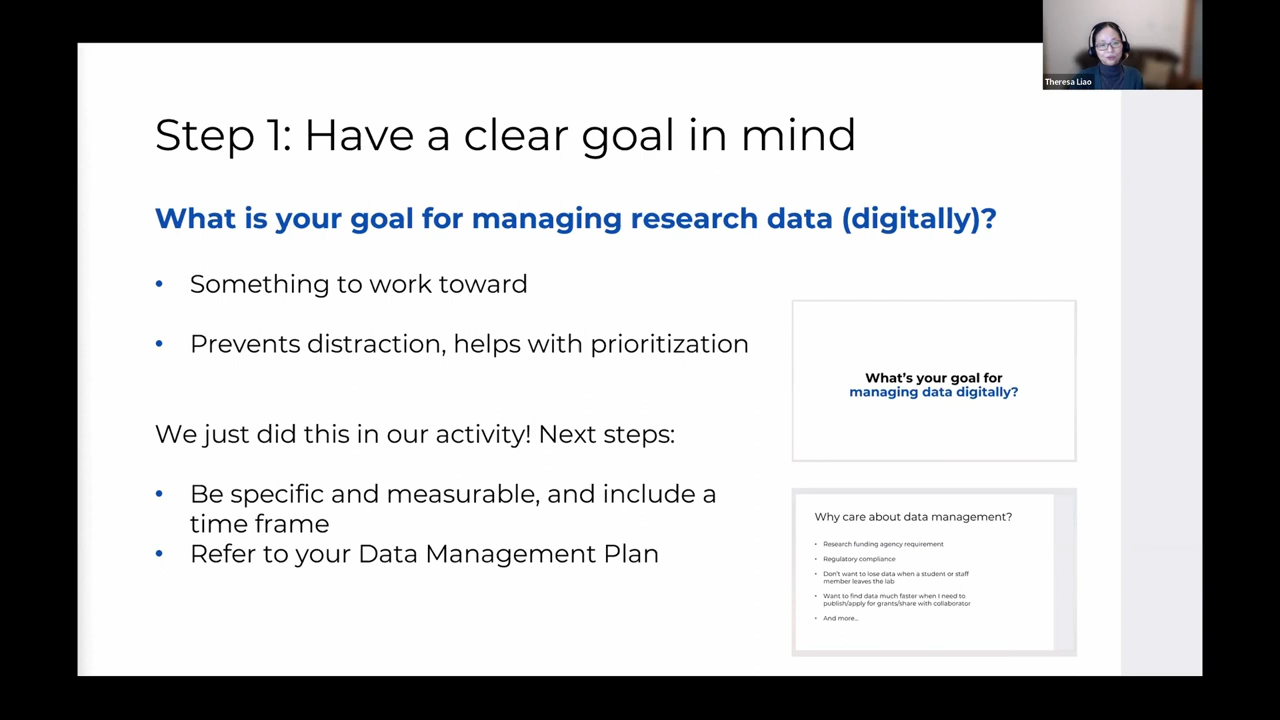 Theresa Liao
Step 1: Have a clear goal in mind
What is your goal for managing research data (digitally)?
• Something to work toward
• Prevents distraction, helps with prioritization
We just did this in our activity! Next steps:
• Be specific and measurable, and include a
time frame
• Refer to your Data Management Plan
What's your goal for
managing data digitally?
Why care about data management?
• Research funding agency requirement
• Regulatory compliance
• Don't want to lose data when a student or staff
member leaves the lab
• Want to find data much faster when I need to
publish/apply for grants/share with collaborator
• And more...